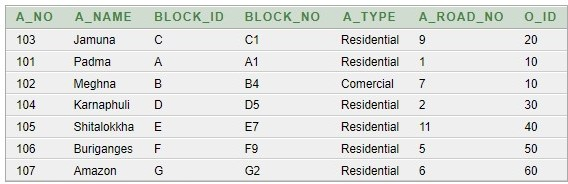 A_NO A_NAME BLOCK_ID BLOCK_NO A_TYPE A_ROAD_NO O_ID
103 Jamuna C C1 Residential 9 20
101 Padma A A1 Residential 1 10
102 Meghna B B4 Comercial 7 10
104 Karnaphuli D D5 Residential 2 30
105 Shitalokkha E E7 Residential 11 40
106 Buriganges F F9 Residential 5 50
107 Amazon G G2 Residential 6 60